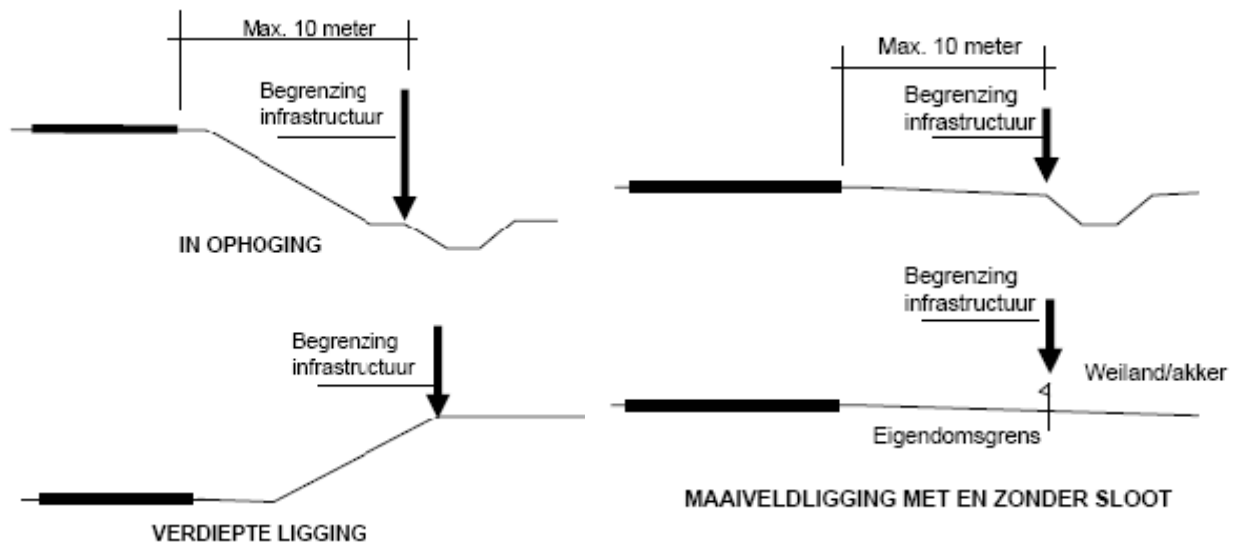 Max. 10 meter
Begrenzing
infrastructuur
IN OPHOGING
Begrenzing
infrastructuur
VERDIEPTE LIGGING
Max. 10 meter
Begrenzing
infrastructuur
Begrenzing
infrastructuur
Weiland/akker
Eigendomsgrens
MAAIVELDLIGGING MET EN ZONDER SLOOT